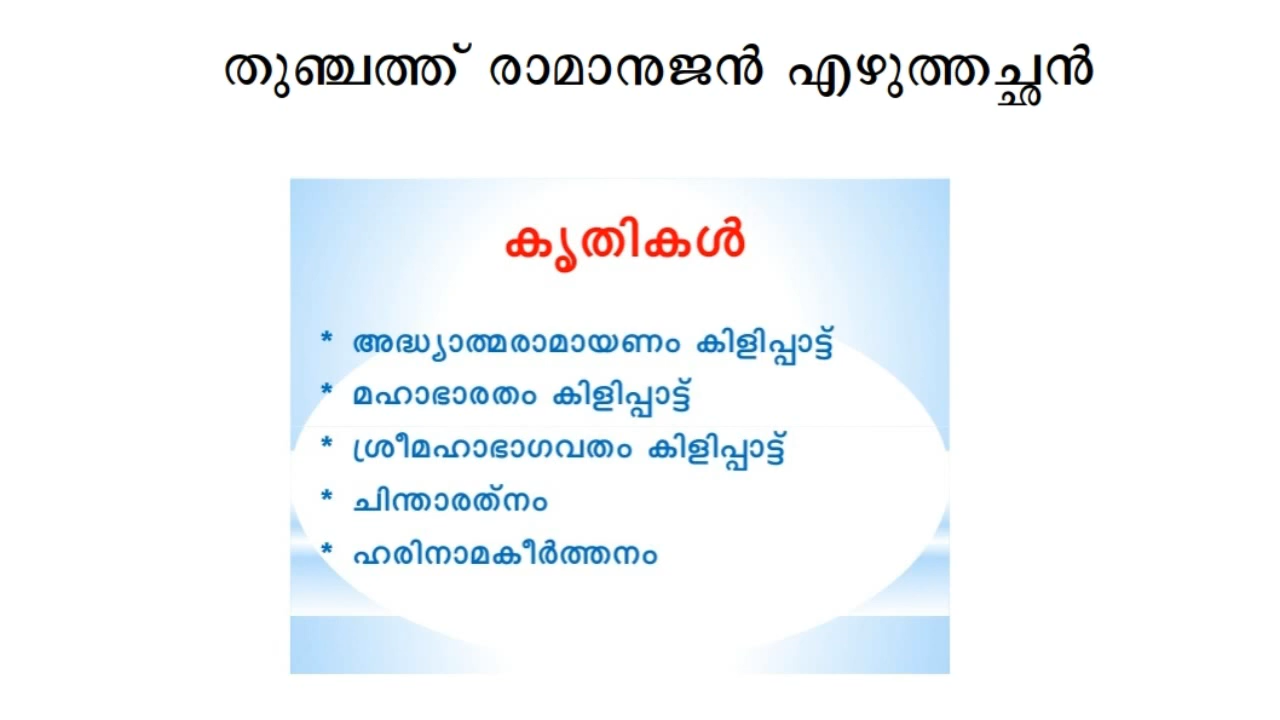 തുഞ്ചത്ത് രാമാനുജൻ എഴുത്തച്ഛൻ
കൃതികൾ
* അദ്ധ്യാത്മരാമായണം കിളിപ്പാട്ട്
* മഹാഭാരതം കിളിപ്പാട്ട്
* ശ്രീമഹാഭാഗവതം കിളിപ്പാട്ട്
* ചിന്താരത്‌നം
* ഹരിനാമകീർത്തനം